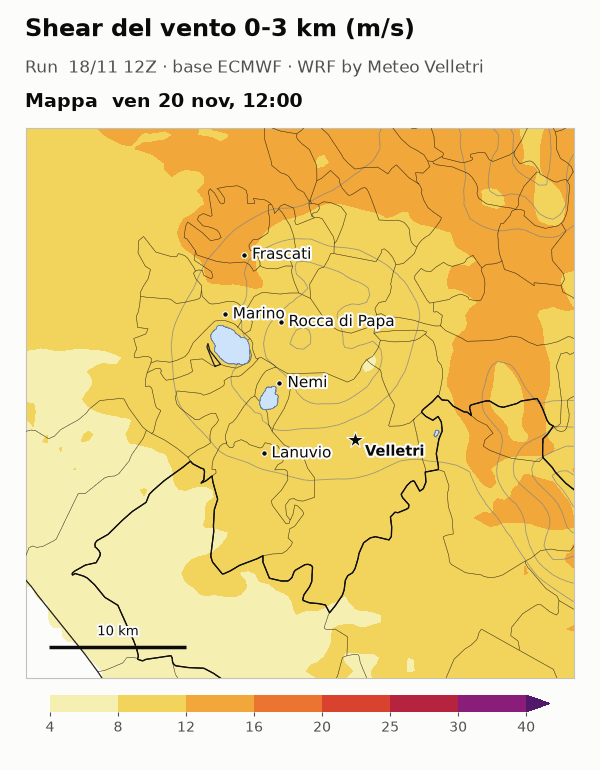 Shear del vento 0-3 km (m/s)
Run  18/11 12Z · base ECMWF · WRF by Meteo Velletri
Mappa  ven 20 nov, 12:00
Frascati
Marino
Rocca di Papa
Nemi
Velletri
Lanuvio
10 km
4 8 12 16 20 25 30 40